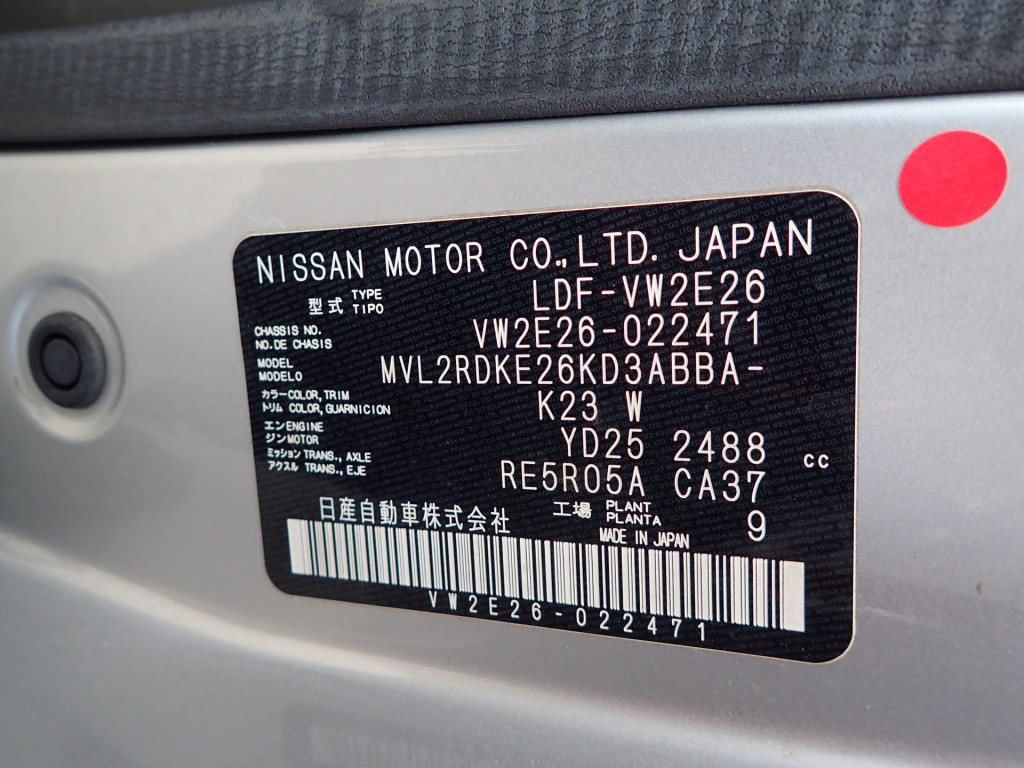 NISSAN MOTOR CO.,LTD. JAPAN
型式 TYPE TIPO LDF-VW2E26
CHASSIS NO. NO.DE CHASIS VW2E26-022471
MODEL MODELO MVL2RDKE26KD3ABBA-
カラー COLOR,TRIM トリム COLOR,GUARNICION K23 W
エンジン ENGINE MOTOR YD25 2488 cc
ミッション TRANS., AXLE アクスル TRANS., EJE RE5R05A CA37
工場 PLANT PLANTA 9
日産自動車株式会社 MADE IN JAPAN
VW2E26-022471